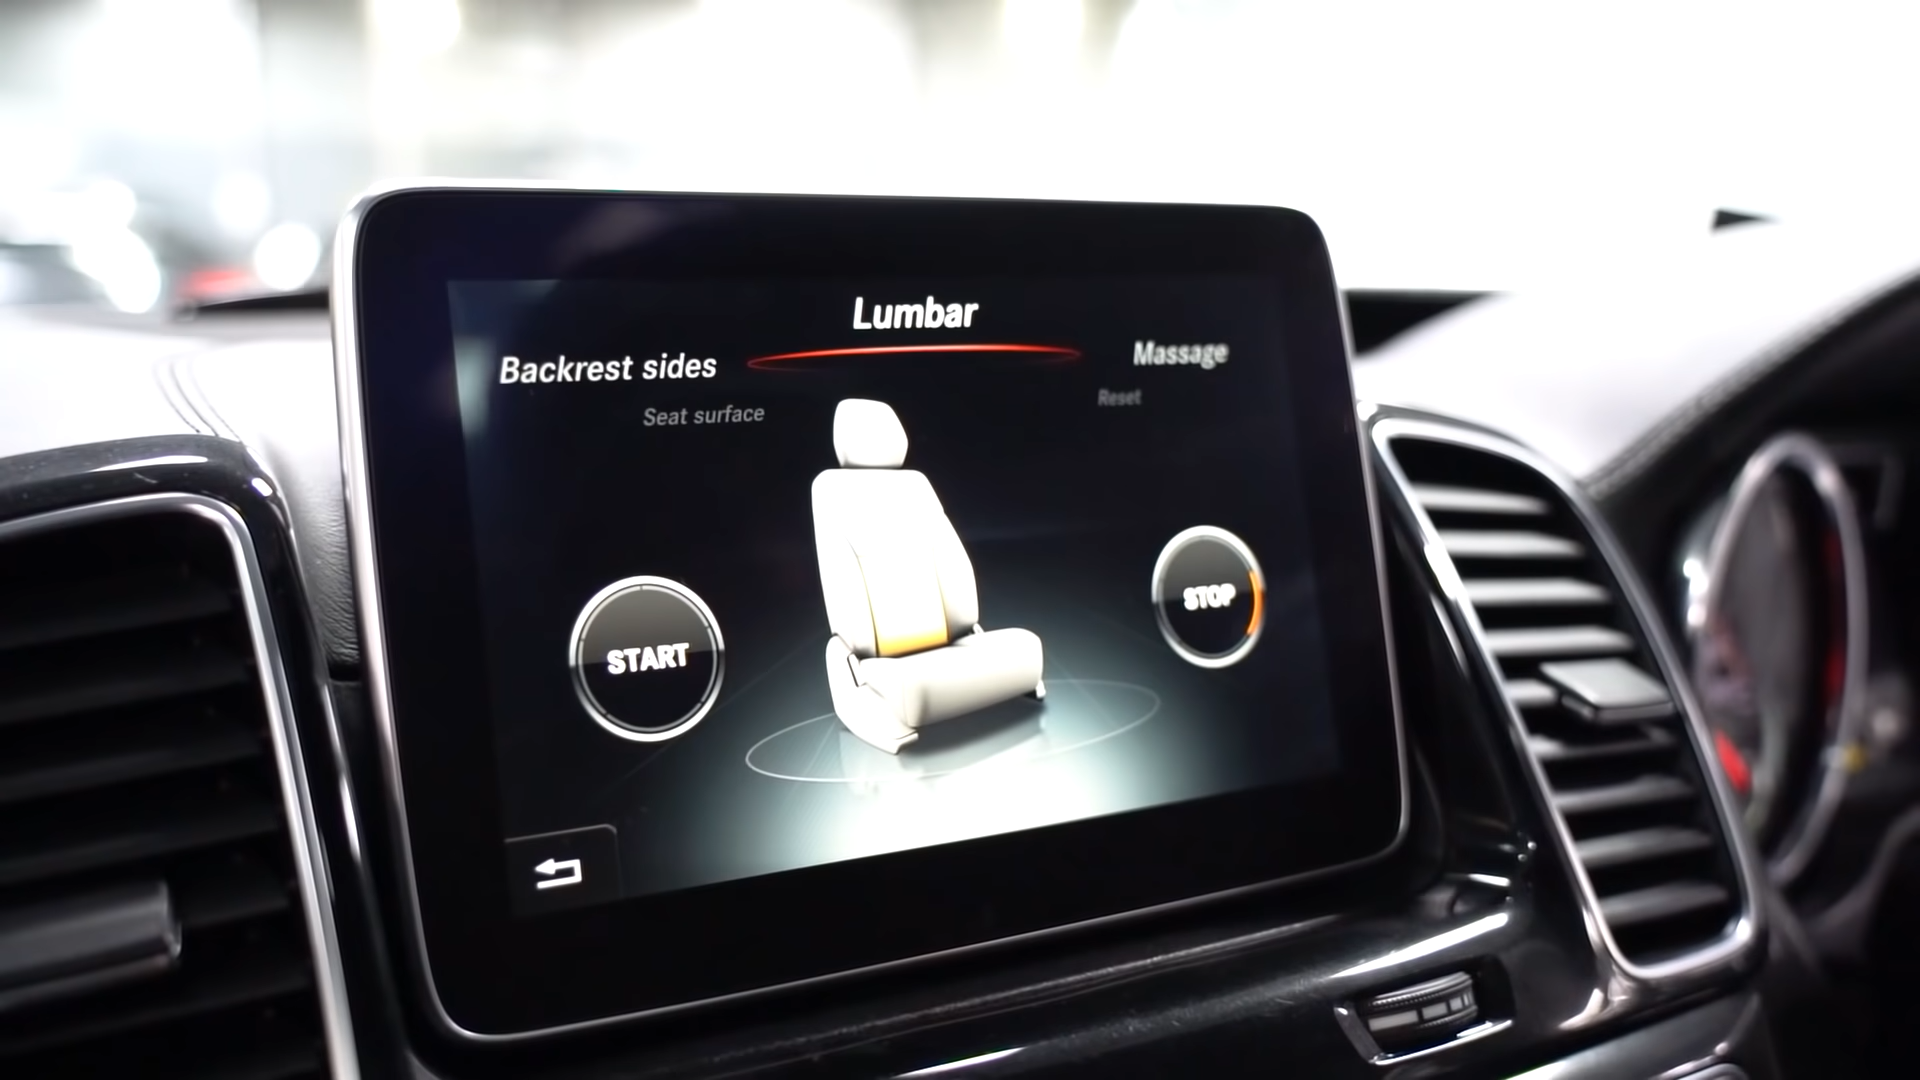 Lumbar
Backrest sides
Massage
Seat surface
Reset
START
STOP